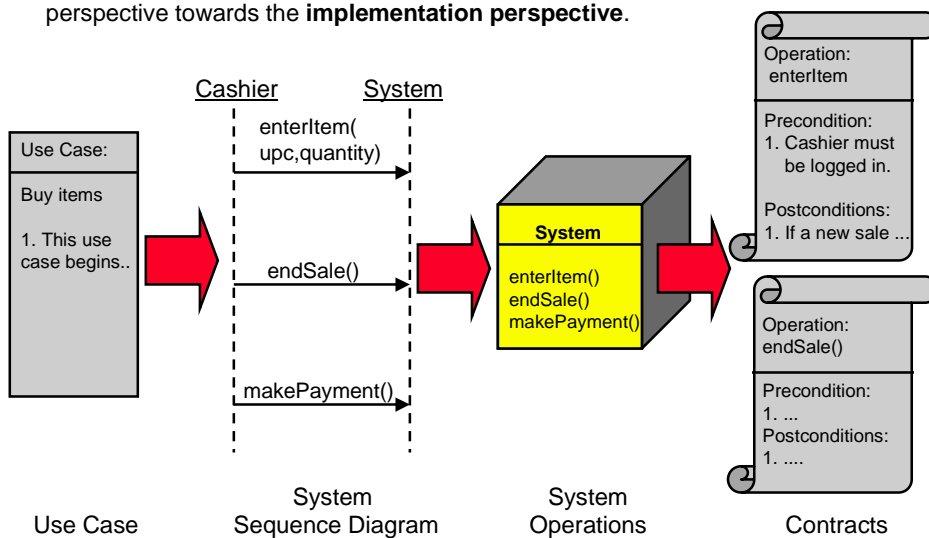 perspective towards the implementation perspective.
Cashier
System
enterItem(
upc,quantity)
endSale()
makePayment()
Use Case:
Buy items
1. This use
case begins..
System
enterItem()
endSale()
makePayment()
Operation:
enterItem
Precondition:
1. Cashier must
be logged in.
Postconditions:
1. If a new sale ...
Operation:
endSale()
Precondition:
1. ...
Postconditions:
1. ....
Use Case
System
Sequence Diagram
System
Operations
Contracts